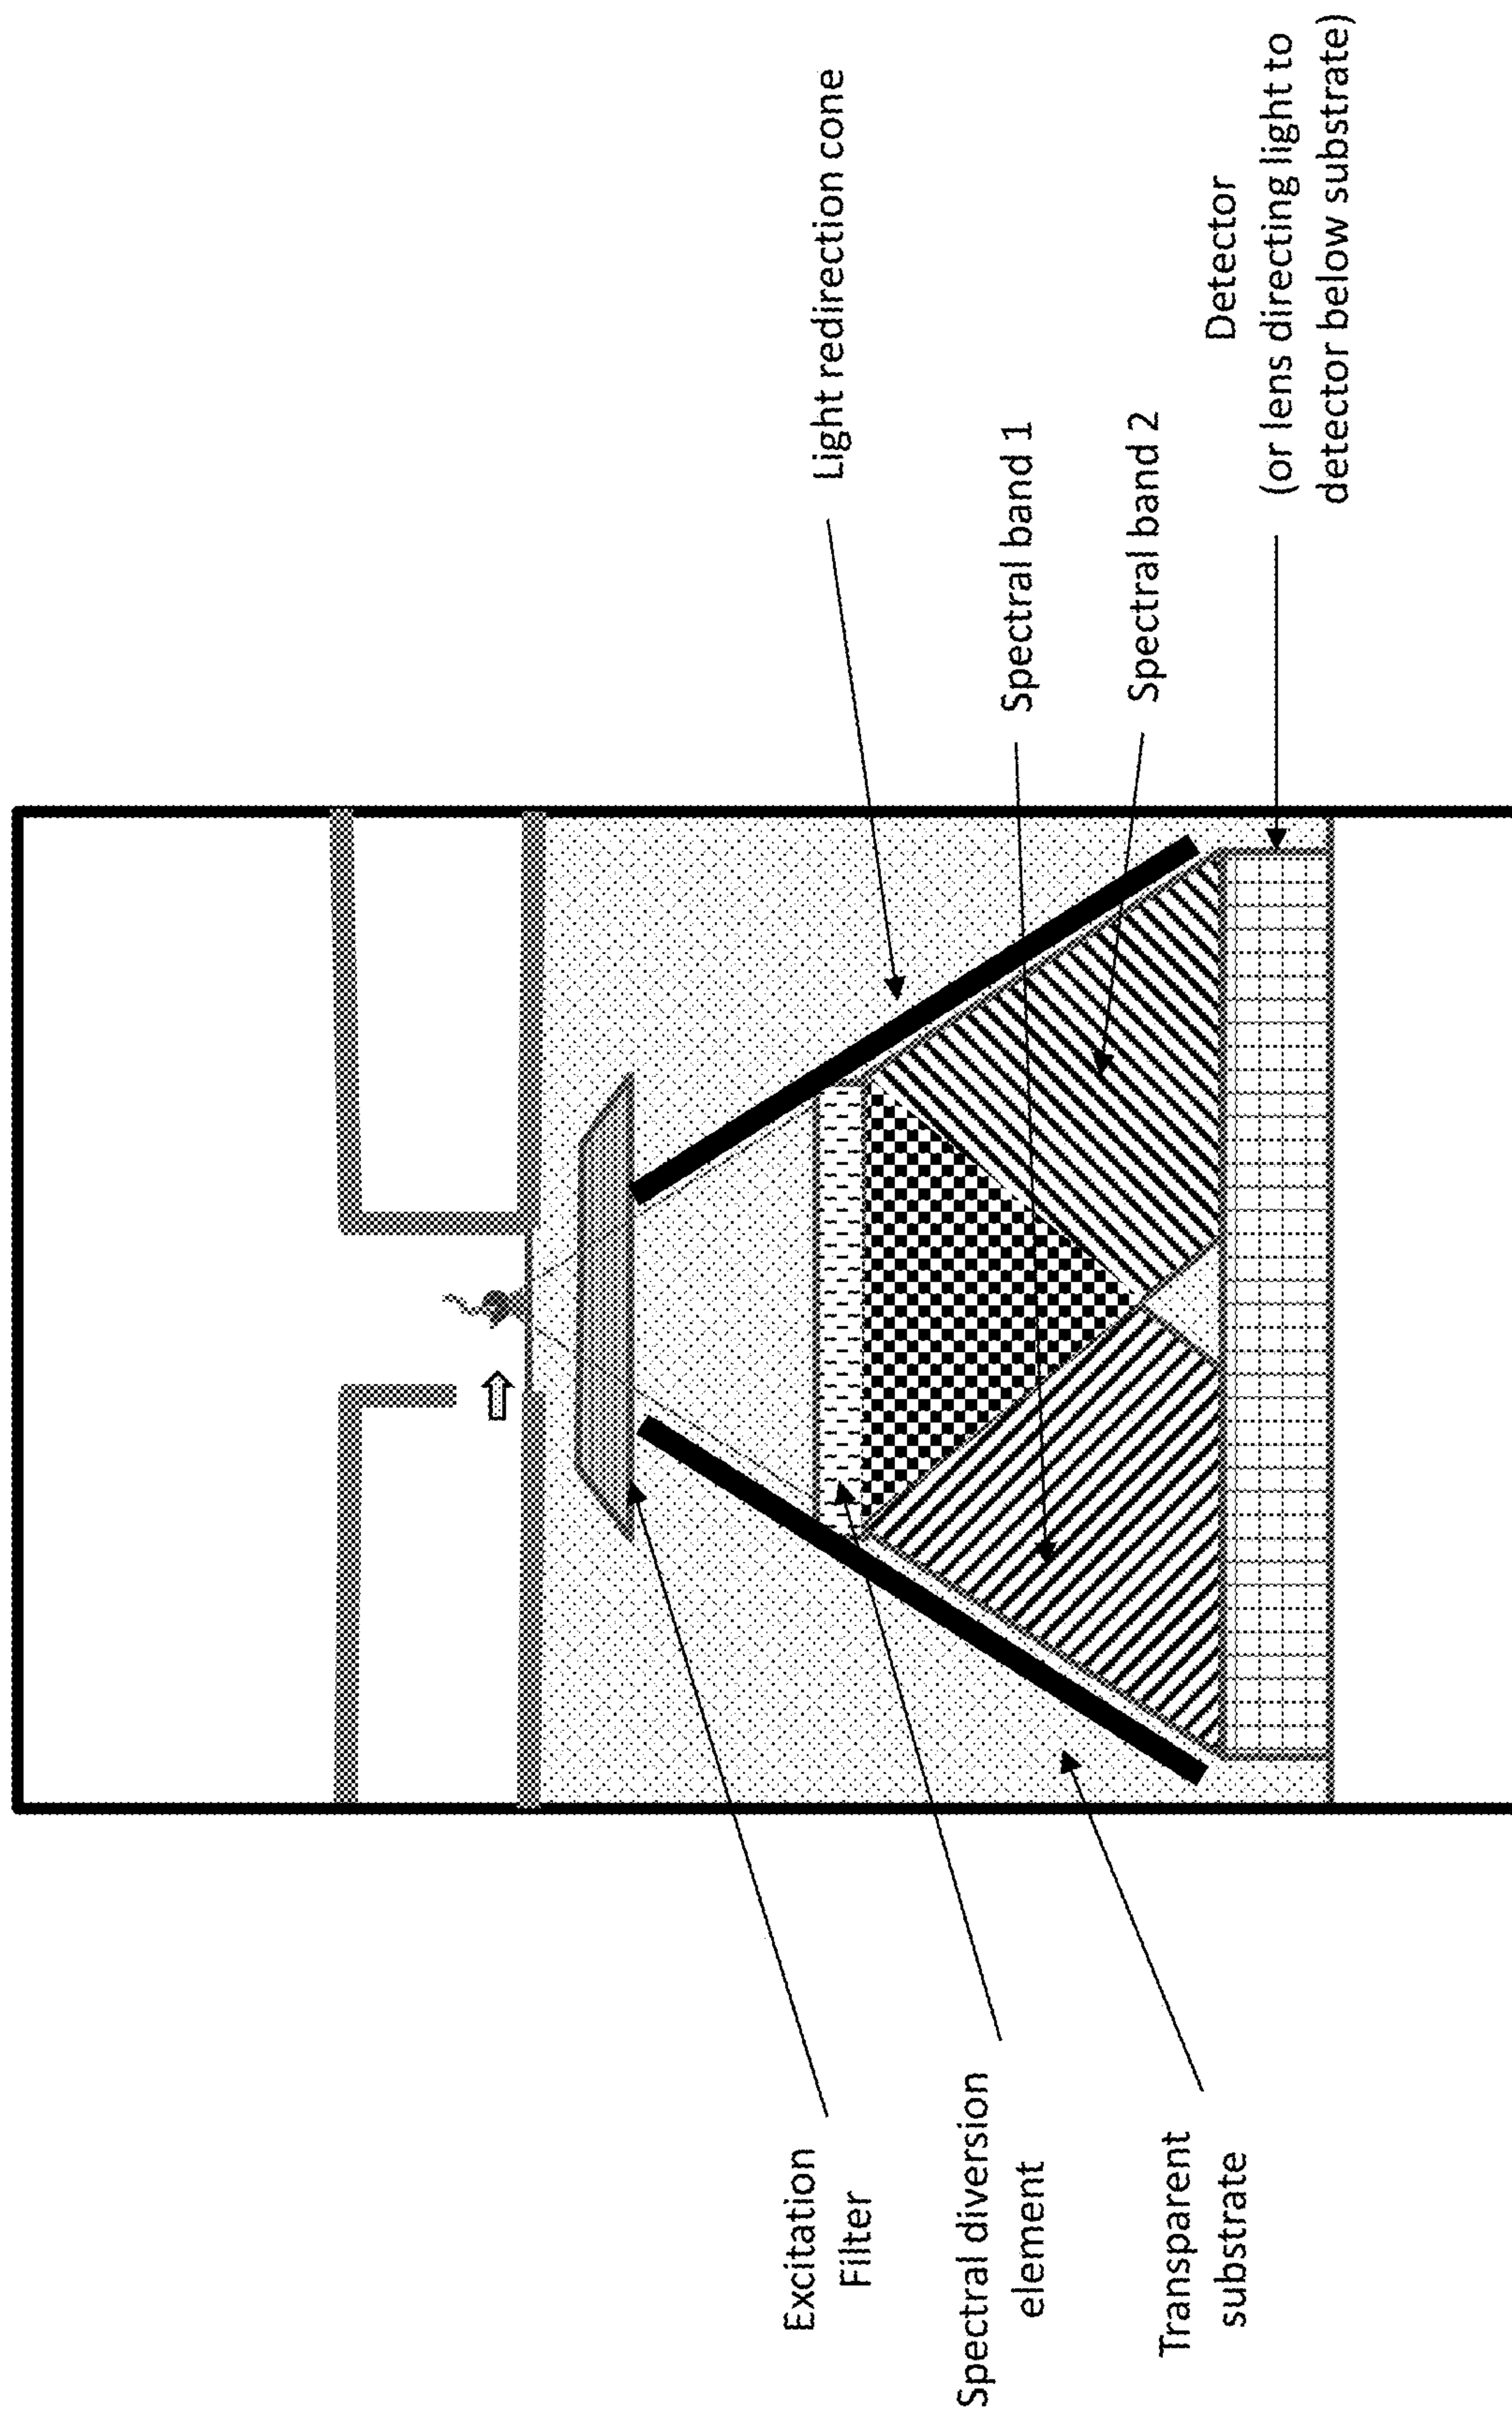 Light redirection cone
Spectral band 1
Spectral band 2
Detector
(or lens directing light to
detector below substrate)
Excitation
Filter
Spectral diversion
element
Transparent
substrate